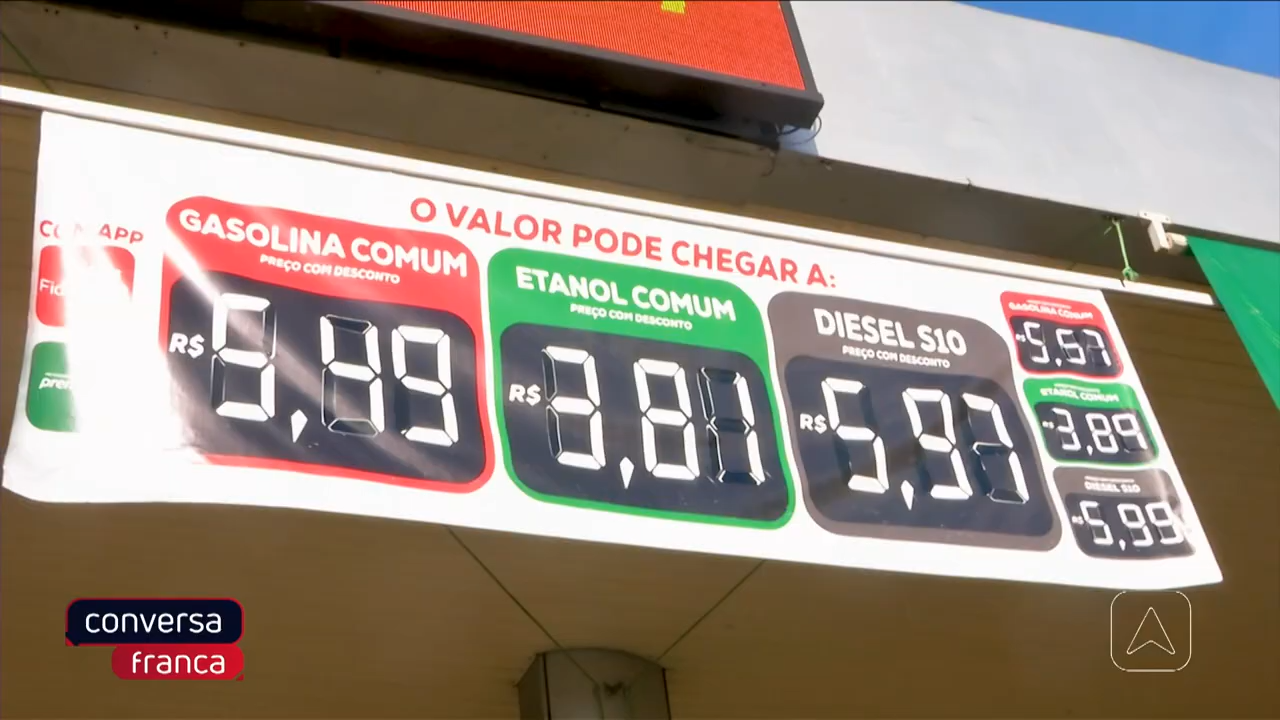 O VALOR PODE CHEGAR A:
APP
GASOLINA COMUM
PREÇO COM DESCONTO
R$ 5,49
ETANOL COMUM
PREÇO COM DESCONTO
R$ 3,81
DIESEL S10
PREÇO COM DESCONTO
R$ 5,97
GASOLINA COMUM
R$ 5,67
ETANOL COMUM
R$ 3,89
DIESEL S10
R$ 5,99
conversa
franca